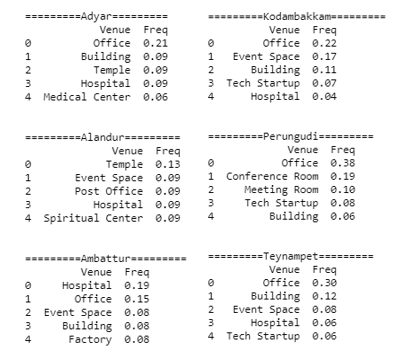 =========Adyar=========
Venue Freq
0 Office 0.21
1 Building 0.09
2 Temple 0.09
3 Hospital 0.09
4 Medical Center 0.06
=========Kodambakkam=========
Venue Freq
0 Office 0.22
1 Event Space 0.17
2 Building 0.11
3 Tech Startup 0.07
4 Hospital 0.04
=========Alandur=========
Venue Freq
0 Temple 0.13
1 Event Space 0.09
2 Post Office 0.09
3 Hospital 0.09
4 Spiritual Center 0.09
=========Perungudi=========
Venue Freq
0 Office 0.38
1 Conference Room 0.19
2 Meeting Room 0.10
3 Tech Startup 0.08
4 Building 0.06
=========Ambattur=========
Venue Freq
0 Hospital 0.19
1 Office 0.15
2 Event Space 0.08
3 Building 0.08
4 Factory 0.08
=========Teynampet=========
Venue Freq
0 Office 0.30
1 Building 0.12
2 Event Space 0.08
3 Hospital 0.06
4 Tech Startup 0.06